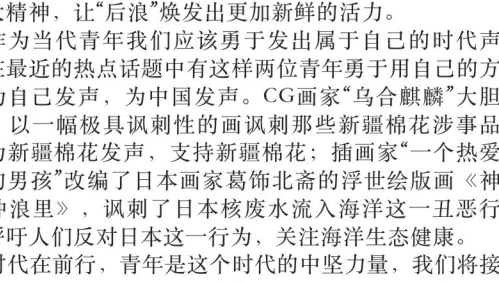 精神，让“后浪”焕发出更加新鲜的活力。
作为当代青年我们应该勇于发出属于自己的时代声
在最近的热点话题中有这样两位青年勇于用自己的方
为自己发声，为中国发声。CG画家“乌合麒麟”大胆
，以一幅极具讽刺性的画讽刺那些新疆棉花涉事品
为新疆棉花发声，支持新疆棉花；插画家“一个热爱
的男孩”改编了日本画家葛饰北斋的浮世绘版画《神
冲浪里》，讽刺了日本核废水流入海洋这一丑恶行
呼吁人们反对日本这一行为，关注海洋生态健康。
时代在前行，青年是这个时代的中坚力量，我们将接